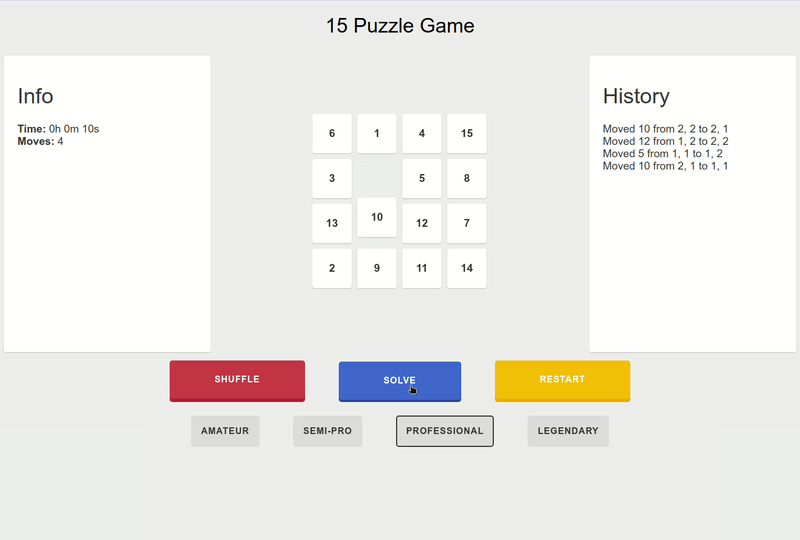 15 Puzzle Game
Info
Time: 0h 0m 10s
Moves: 4
6 1 4 15
3 5 8
13 10 12 7
2 9 11 14
History
Moved 10 from 2, 2 to 2, 1
Moved 12 from 1, 2 to 2, 2
Moved 5 from 1, 1 to 1, 2
Moved 10 from 2, 1 to 1, 1
SHUFFLE SOLVE RESTART
AMATEUR SEMI-PRO PROFESSIONAL LEGENDARY